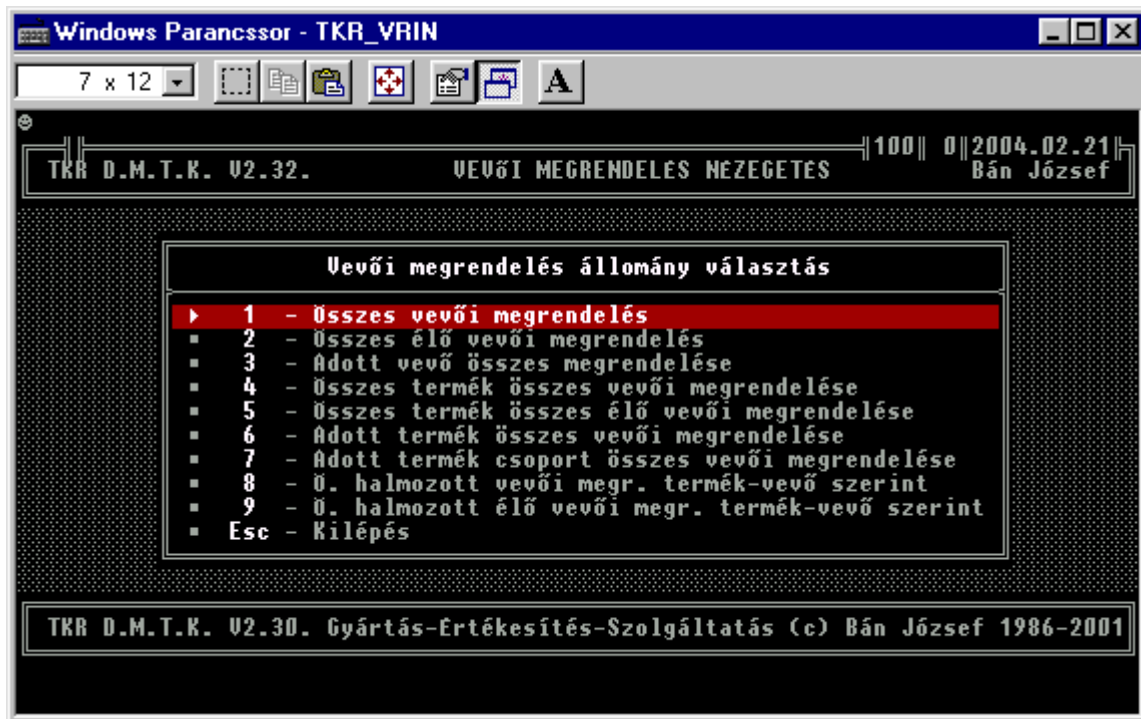 Windows Parancssor - TKR_VRIN
7 x 12
A
100 0 2004.02.21
TKR D.M.T.K. V2.32. VEVőI MEGRENDELÉS NÉZEGETÉS Bán József
Vevői megrendelés állomány választás
1 - Összes vevői megrendelés
2 - Összes élő vevői megrendelés
3 - Adott vevő összes megrendelése
4 - Összes termék összes vevői megrendelése
5 - Összes termék összes élő vevői megrendelése
6 - Adott termék összes vevői megrendelése
7 - Adott termék csoport összes vevői megrendelése
8 - Ö. halmozott vevői megr. termék-vevő szerint
9 - Ö. halmozott élő vevői megr. termék-vevő szerint
Esc - Kilépés
TKR D.M.T.K. V2.30. Gyártás-Értékesítés-Szolgáltatás (c) Bán József 1986-2001